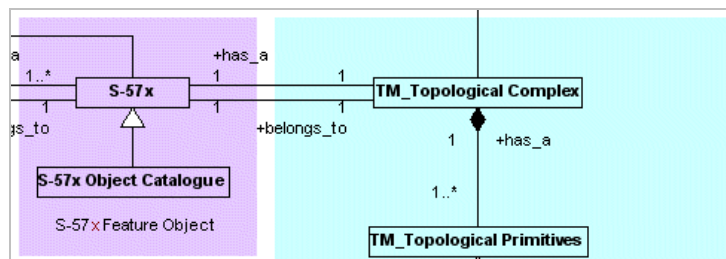 a +has_a
1..* 1 1
S-57x TM_Topological Complex
1 1 1
gs_to +belongs_to
1 +has_a
S-57x Object Catalogue
1..*
S-57x Feature Object
TM_Topological Primitives